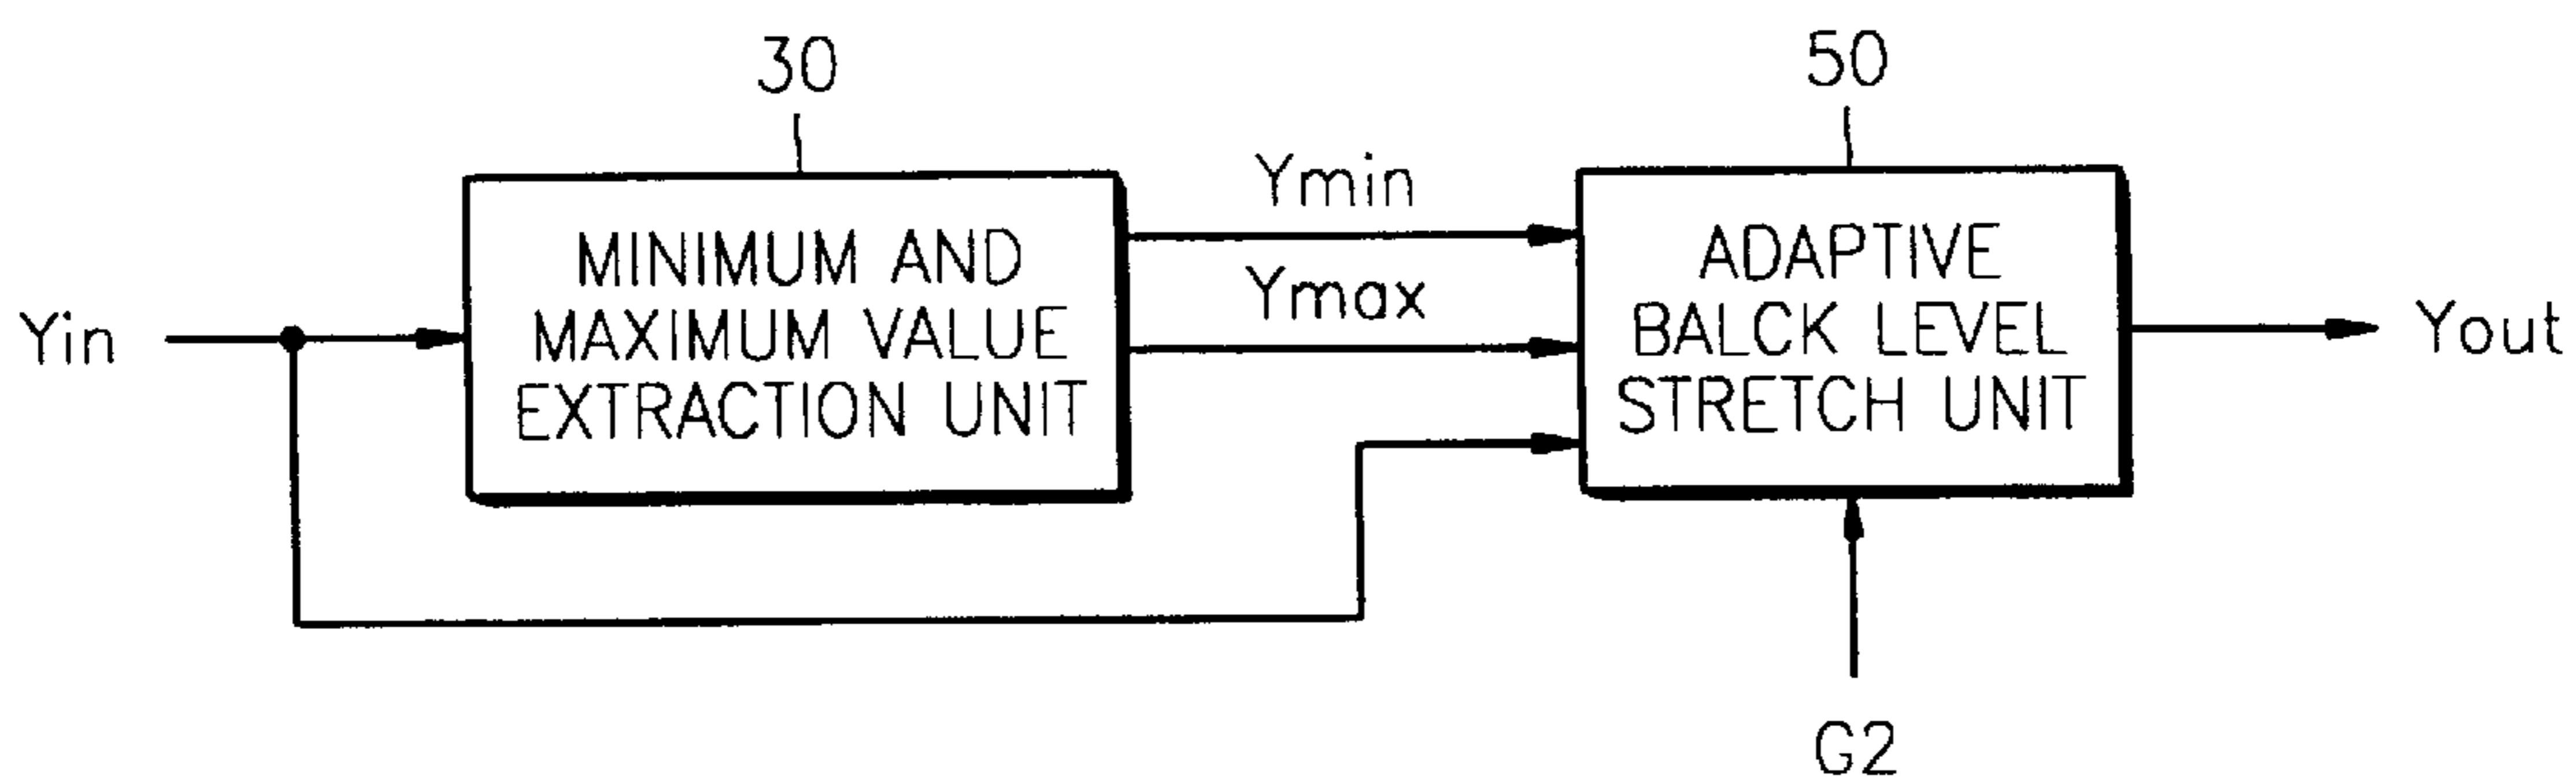 30
50
Yin
MINIMUM AND
MAXIMUM VALUE
EXTRACTION UNIT
Ymin
Ymax
ADAPTIVE
BALCK LEVEL
STRETCH UNIT
Yout
G2